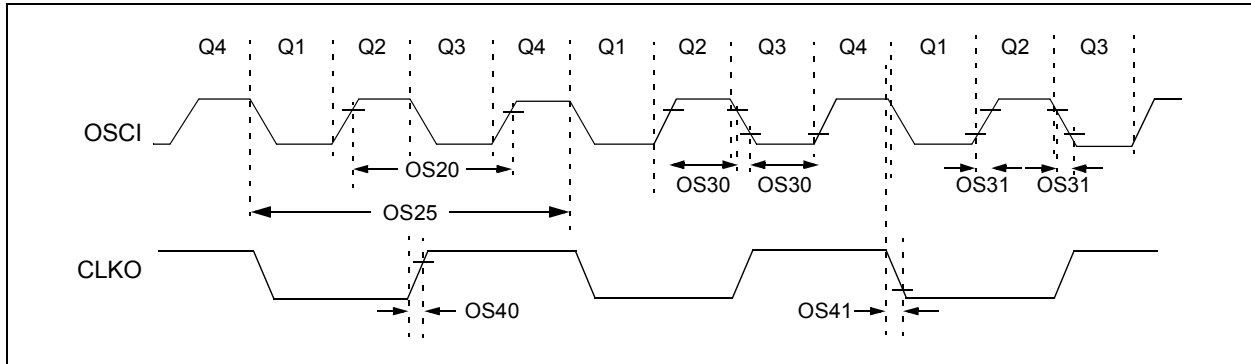 Q4 Q1 Q2 Q3 Q4 Q1 Q2 Q3 Q4 Q1 Q2 Q3
OSCI
OS20 OS30 OS30 OS31 OS31
OS25
CLKO
OS40 OS41